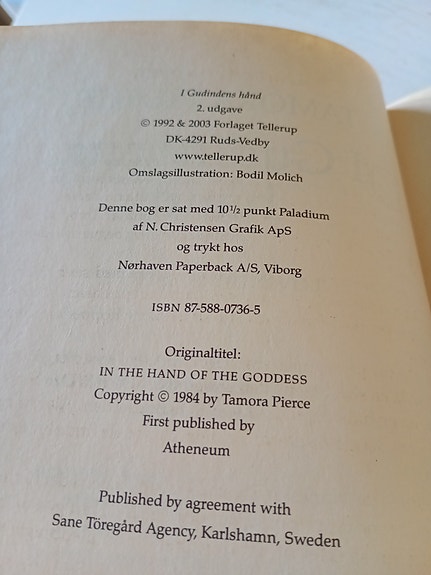 I Gudindens hånd
2. udgave
© 1992 & 2003 Forlaget Tellerup
DK-4291 Ruds-Vedby
www.tellerup.dk
Omslagsillustration: Bodil Molich
Denne bog er sat med 10½ punkt Paladium
af N. Christensen Grafik ApS
og trykt hos
Nørhaven Paperback A/S, Viborg
ISBN 87-588-0736-5
Originaltitel:
IN THE HAND OF THE GODDESS
Copyright © 1984 by Tamora Pierce
First published by
Atheneum
Published by agreement with
Sane Töregård Agency, Karlshamn, Sweden